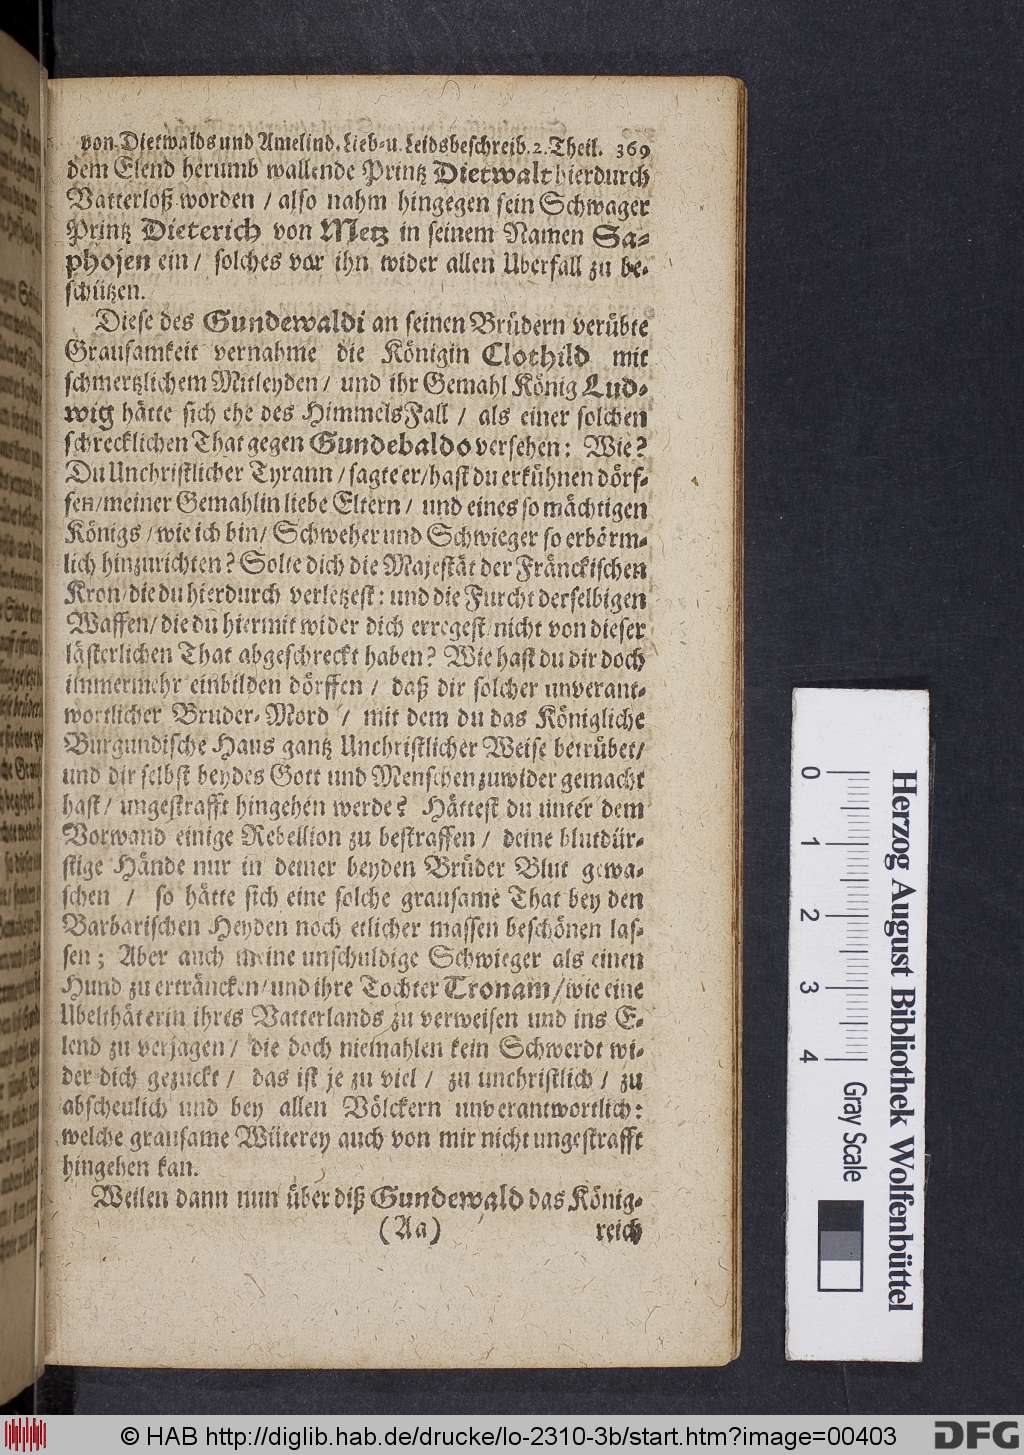 von Dietwalds und Amelind. Lieb- u. Leidsbeschreib. 2. Theil. 369
dem Elend herumb wallende Printz Dietwalt hierdurch
Vatterloß worden / also nahm hingegen sein Schwager
Printz Dieterich von Metz in seinem Namen Sa-
phojen ein / solches vor ihn wider allen Uberfall zu be-
schützen.
Diese des Gundewaldi an seinen Brüdern verübte
Grausamkeit vernahme die Königin Clothild mit
schmertzlichem Mitleyden / und ihr Gemahl König Lud-
wig hätte sich ehe des Himmels Fall / als einer solchen
schrecklichen That gegen Gundebaldo versehen: Wie?
Du Unchristlicher Tyrann / sagte er / hast du erkühnen dörf-
fen / meiner Gemahlin liebe Eltern / und eines so mächtigen
Königs / wie ich bin / Schweher und Schwieger so erbärm-
lich hinzurichten? Solte dich die Majestät der Fränckischen
Kron / die du hierdurch verletzest: und die Furcht derselbigen
Waffen / die du hiermit wider dich erregest / nicht von dieser
lästerlichen That abgeschreckt haben? Wie hast du dir doch
immermehr einbilden dörffen / daß dir solcher unverant-
wortlicher Bruder-Mord / mit dem du das Königliche
Burgundische Haus gantz Unchristlicher Weise betrübet /
und dir selbst beydes Gott und Menschen zuwider gemacht
hast / ungestrafft hingehen werde? Hättest du unter dem
Vorwand einige Rebellion zu bestraffen / deine blutdür-
stige Hände nur in deiner beyden Brüder Blut gewa-
schen / so hätte sich eine solche grausame That bey den
Barbarischen Heyden noch etlicher massen beschönen las-
sen; Aber auch meine unschuldige Schwieger als einen
Hund zu erträncken / und ihre Tochter Tronam / wie eine
Ubelthäterin ihres Vatterlands zu verweisen und ins E-
lend zu verjagen / die doch niemahlen kein Schwerdt wi-
der dich gezuckt / das ist je zu viel / zu unchristlich / zu
abscheulich und bey allen Völckern unverantwortlich:
welche grausame Wüterey auch von mir nicht ungestrafft
hingehen kan.
Weilen dann nun über diß Gundewald das König-
(Aa) reich
Herzog August Bibliothek Wolfenbüttel
0 1 2 3 4 Gray Scale
© HAB http://diglib.hab.de/drucke/lo-2310-3b/start.htm?image=00403
DFG